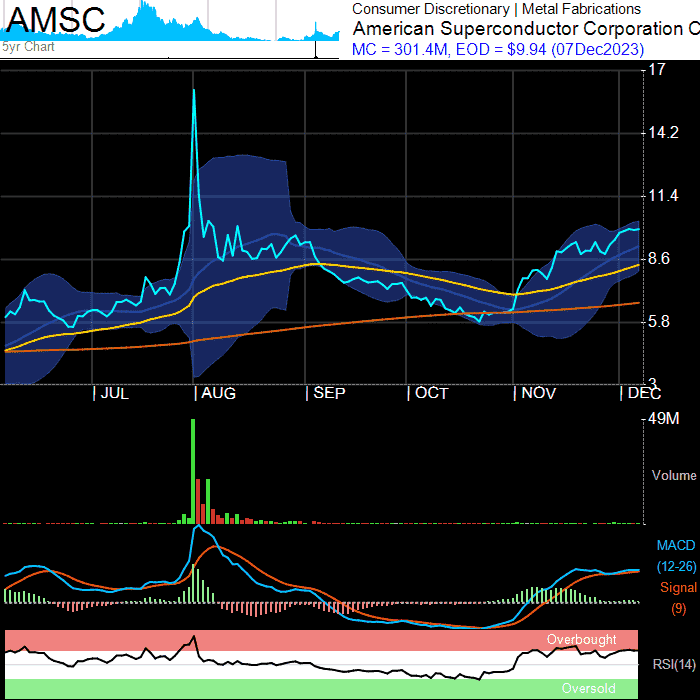 AMSC
5yr Chart
Consumer Discretionary | Metal Fabrications
American Superconductor Corporation C
MC = 301.4M, EOD = $9.94 (07Dec2023)
17
14.2
11.4
8.6
5.8
3
JUL AUG SEP OCT NOV DEC
49M
Volume
MACD
(12-26)
Signal
(9)
Overbought
RSI(14)
Oversold